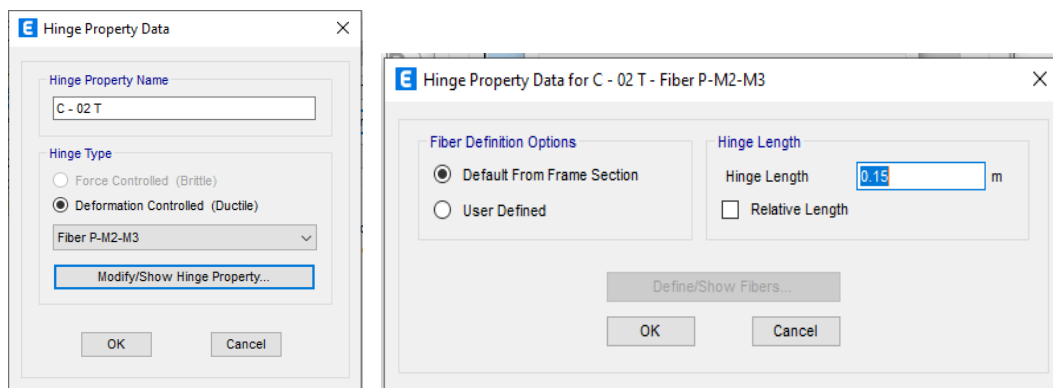 E Hinge Property Data
Hinge Property Name
C - 02 T
Hinge Type
Force Controlled (Brittle)
Deformation Controlled (Ductile)
Fiber P-M2-M3
Modify/Show Hinge Property...
OK Cancel
E Hinge Property Data for C - 02 T - Fiber P-M2-M3
Fiber Definition Options
Default From Frame Section
User Defined
Hinge Length
Hinge Length 0.15 m
Relative Length
Define/Show Fibers...
OK Cancel